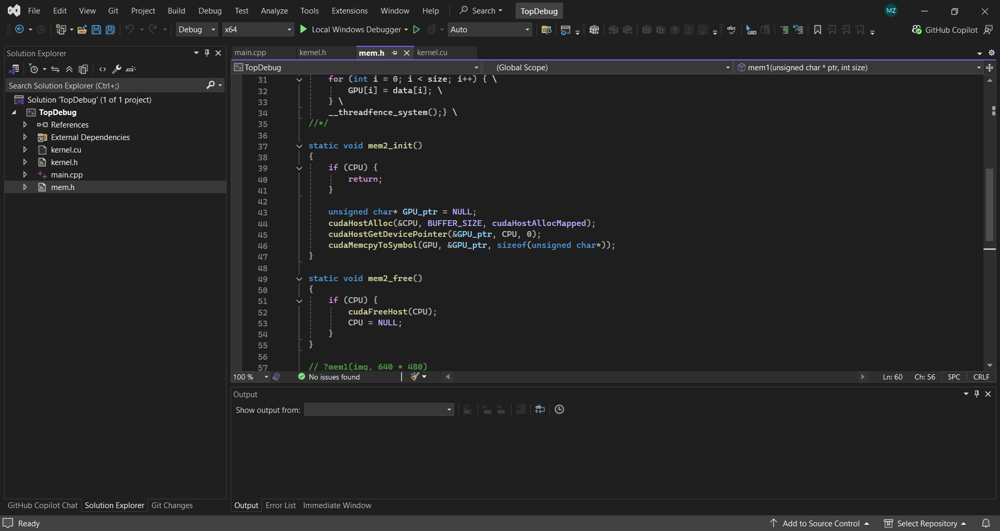 File Edit View Git Project Build Debug Test Analyze Tools Extensions Window Help Search TopDebug MZ
Debug x64 Local Windows Debugger Auto abc GitHub Copilot
Solution Explorer
Search Solution Explorer (Ctrl+;)
Solution 'TopDebug' (1 of 1 project)
TopDebug
References
External Dependencies
kernel.cu
kernel.h
main.cpp
mem.h
main.cpp kernel.h mem.h kernel.cu
TopDebug (Global Scope) mem1(unsigned char * ptr, int size)
31 for (int i = 0; i < size; i++) { \
32 GPU[i] = data[i]; \
33 } \
34 __threadfence_system();} \
35 //*/
36
37 static void mem2_init()
38 {
39 if (CPU) {
40 return;
41 }
42
43 unsigned char* GPU_ptr = NULL;
44 cudaHostAlloc(&CPU, BUFFER_SIZE, cudaHostAllocMapped);
45 cudaHostGetDevicePointer(&GPU_ptr, CPU, 0);
46 cudaMemcpyToSymbol(GPU, &GPU_ptr, sizeof(unsigned char*));
47 }
48
49 static void mem2_free()
50 {
51 if (CPU) {
52 cudaFreeHost(CPU);
53 CPU = NULL;
54 }
55 }
56
57 // ?mem1(img, 640 * 480)
100 % No issues found Ln: 60 Ch: 56 SPC CRLF
Output
Show output from:
GitHub Copilot Chat Solution Explorer Git Changes
Output Error List Immediate Window
Ready Add to Source Control Select Repository